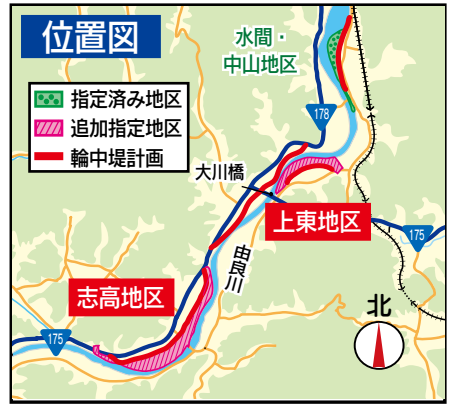 位置図
水間・
中山地区
指定済み地区
追加指定地区
輪中堤計画
178
大川橋
上東地区
175
由良川
志高地区
175
北